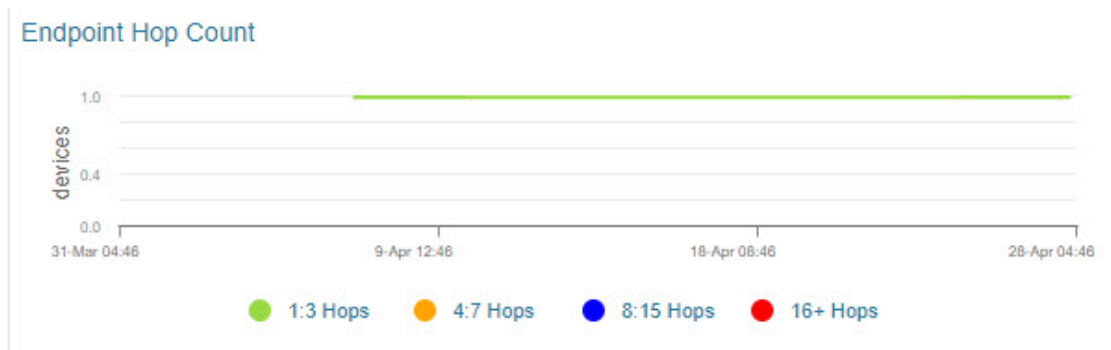 Endpoint Hop Count
1.0
devices
0.4
0.0
31-Mar 04:46 9-Apr 12:46 18-Apr 08:46 28-Apr 04:46
1:3 Hops 4:7 Hops 8:15 Hops 16+ Hops